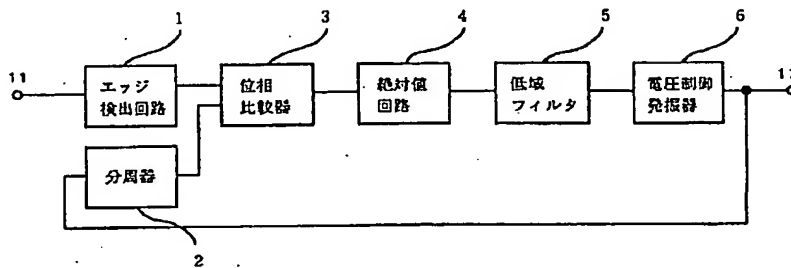 1
3
4
5
6
11
エッジ
検出回路
位相
比較器
絶対値
回路
低域
フィルタ
電圧制御
発振器
分周器
2